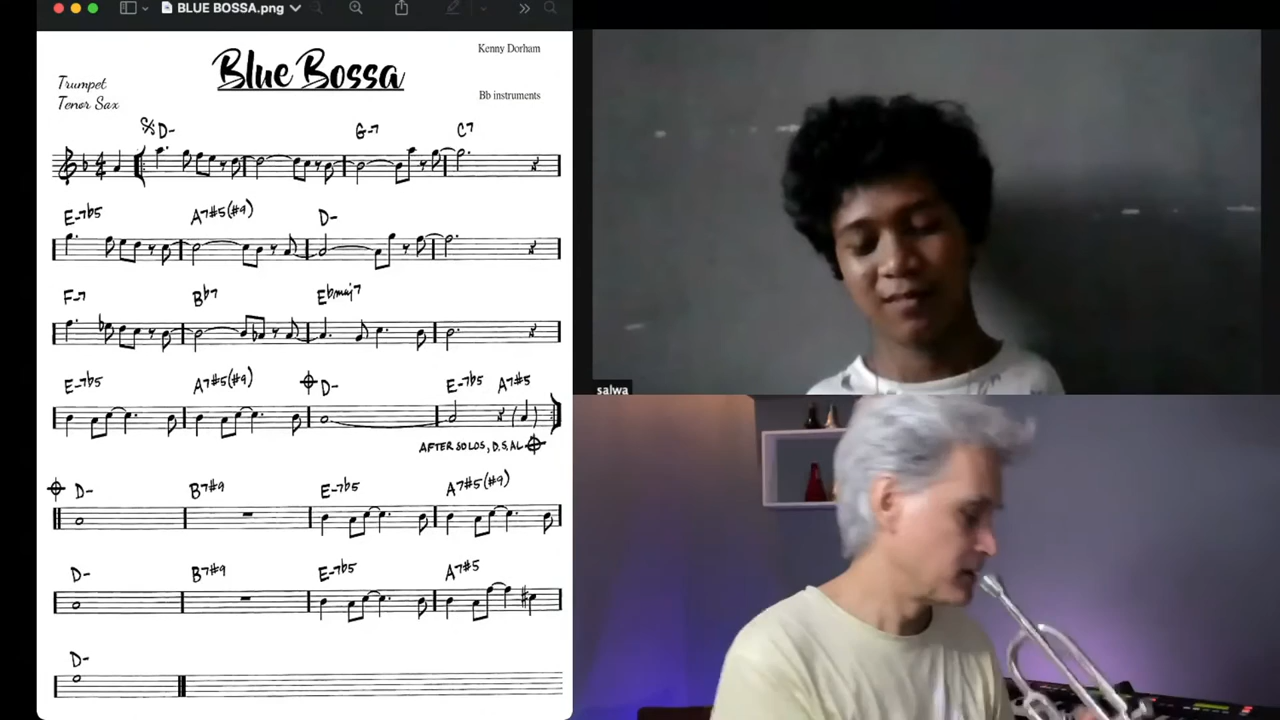 BLUE BOSSA.png
Kenny Dorham
Blue Bossa
Trumpet
Tenor Sax
Bb instruments
D- G-7 C7
E-7b5 A7#5(#9) D-
F-7 Bb7 Ebmaj7
E-7b5 A7#5(#9) D- E-7b5 A7#5
AFTER SOLOS, D.S. AL
D- B7#9 E-7b5 A7#5(#9)
D- B7#9 E-7b5 A7#5
D-
salwa